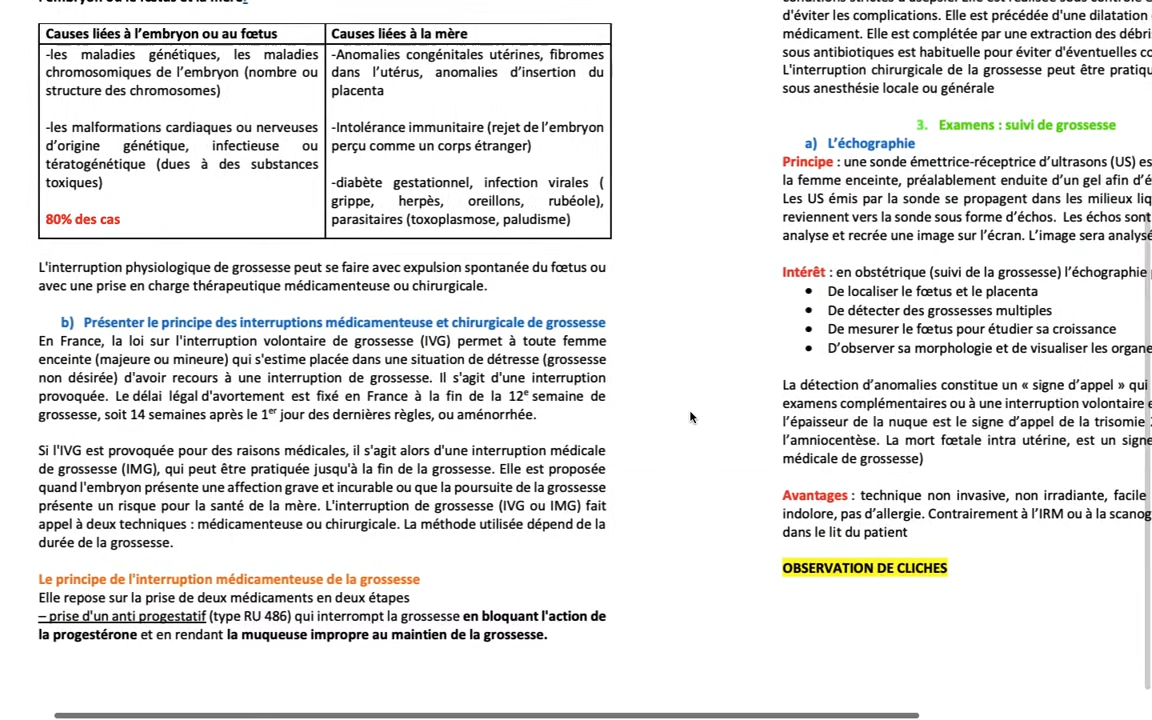 l'embryon ou le fœtus et la mère.
Causes liées à l'embryon ou au fœtus
-les maladies génétiques, les maladies
chromosomiques de l'embryon (nombre ou
structure des chromosomes)
-les malformations cardiaques ou nerveuses
d'origine génétique, infectieuse ou
tératogénétique (dues à des substances
toxiques)
80% des cas
Causes liées à la mère
-Anomalies congénitales utérines, fibromes
dans l'utérus, anomalies d'insertion du
placenta
-Intolérance immunitaire (rejet de l'embryon
perçu comme un corps étranger)
-diabète gestationnel, infection virales (
grippe, herpès, oreillons, rubéole),
parasitaires (toxoplasmose, paludisme)
L'interruption physiologique de grossesse peut se faire avec expulsion spontanée du fœtus ou
avec une prise en charge thérapeutique médicamenteuse ou chirurgicale.
b) Présenter le principe des interruptions médicamenteuse et chirurgicale de grossesse
En France, la loi sur l'interruption volontaire de grossesse (IVG) permet à toute femme
enceinte (majeure ou mineure) qui s'estime placée dans une situation de détresse (grossesse
non désirée) d'avoir recours à une interruption de grossesse. Il s'agit d'une interruption
provoquée. Le délai légal d'avortement est fixé en France à la fin de la 12e semaine de
grossesse, soit 14 semaines après le 1er jour des dernières règles, ou aménorrhée.
Si l'IVG est provoquée pour des raisons médicales, il s'agit alors d'une interruption médicale
de grossesse (IMG), qui peut être pratiquée jusqu'à la fin de la grossesse. Elle est proposée
quand l'embryon présente une affection grave et incurable ou que la poursuite de la grossesse
présente un risque pour la santé de la mère. L'interruption de grossesse (IVG ou IMG) fait
appel à deux techniques : médicamenteuse ou chirurgicale. La méthode utilisée dépend de la
durée de la grossesse.
Le principe de l'interruption médicamenteuse de la grossesse
Elle repose sur la prise de deux médicaments en deux étapes
– prise d'un anti progestatif (type RU 486) qui interrompt la grossesse en bloquant l'action de
la progestérone et en rendant la muqueuse impropre au maintien de la grossesse.
d'éviter les complications. Elle est précédée d'une dilatation
médicament. Elle est complétée par une extraction des débri
sous antibiotiques est habituelle pour éviter d'éventuelles co
L'interruption chirurgicale de la grossesse peut être pratiqu
sous anesthésie locale ou générale
3. Examens : suivi de grossesse
a) L'échographie
Principe : une sonde émettrice-réceptrice d'ultrasons (US) es
la femme enceinte, préalablement enduite d'un gel afin d'é
Les US émis par la sonde se propagent dans les milieux liq
reviennent vers la sonde sous forme d'échos. Les échos sont
analyse et recrée une image sur l'écran. L'image sera analysé
Intérêt : en obstétrique (suivi de la grossesse) l'échographie
• De localiser le fœtus et le placenta
• De détecter des grossesses multiples
• De mesurer le fœtus pour étudier sa croissance
• D'observer sa morphologie et de visualiser les organe
La détection d'anomalies constitue un « signe d'appel » qui
examens complémentaires ou à une interruption volontaire
l'épaisseur de la nuque est le signe d'appel de la trisomie
l'amniocentèse. La mort fœtale intra utérine, est un signe
médicale de grossesse)
Avantages : technique non invasive, non irradiante, facile
indolore, pas d'allergie. Contrairement à l'IRM ou à la scanog
dans le lit du patient
OBSERVATION DE CLICHES